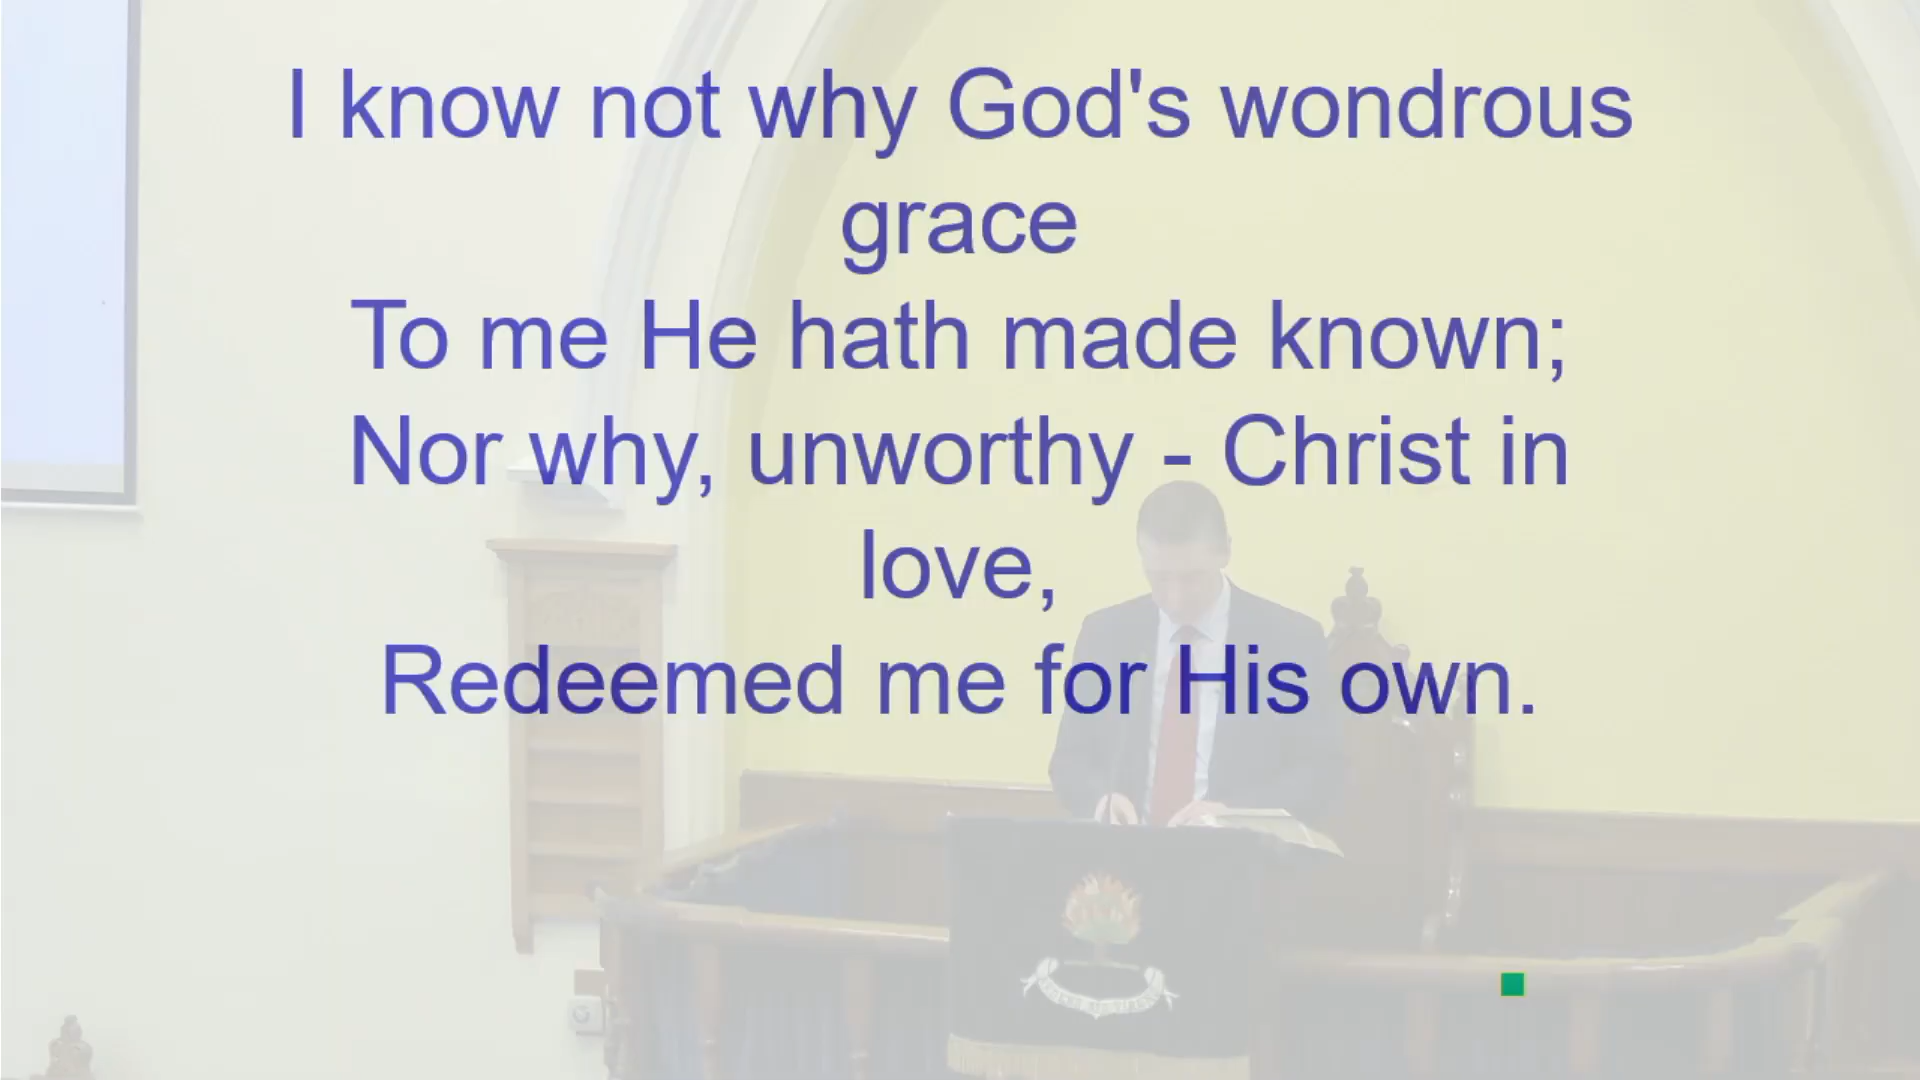 I know not why God's wondrous
grace
To me He hath made known;
Nor why, unworthy - Christ in
love,
Redeemed me for His own.